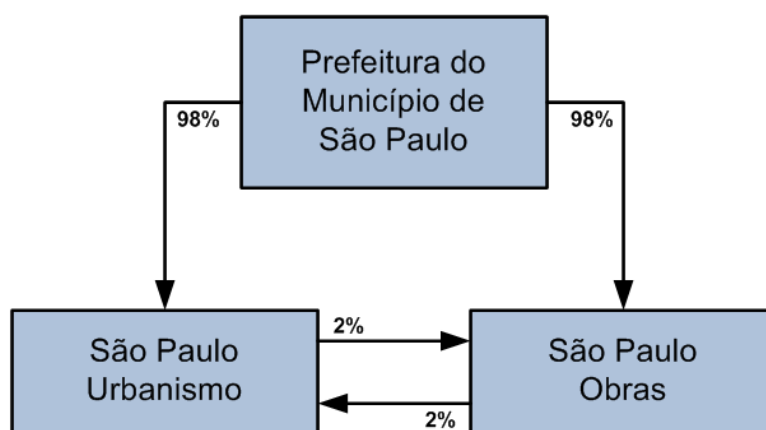 Prefeitura do
Município de
São Paulo
98%
98%
São Paulo
Urbanismo
2%
2%
São Paulo
Obras